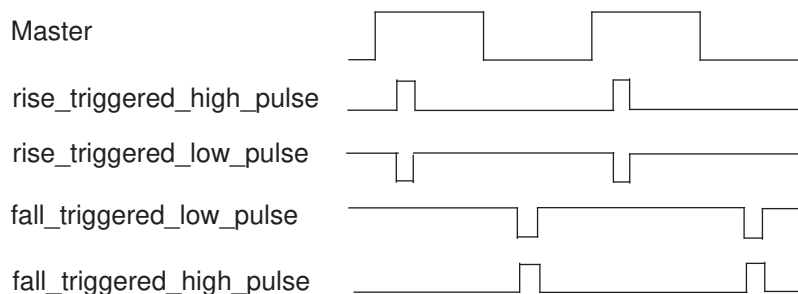 Master
rise_triggered_high_pulse
rise_triggered_low_pulse
fall_triggered_low_pulse
fall_triggered_high_pulse